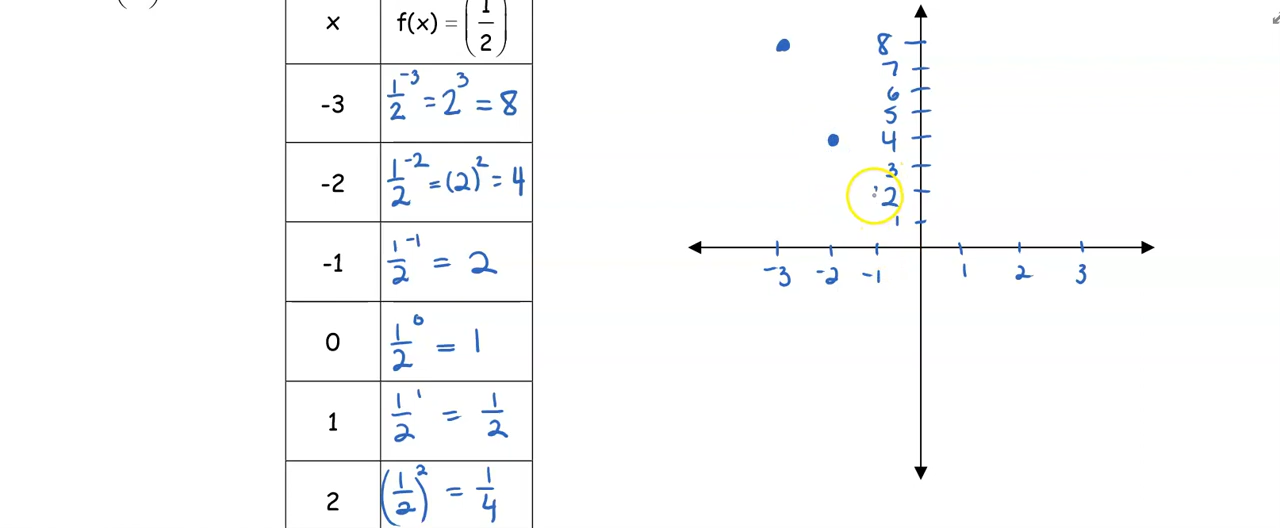 x f(x) = (1/2)
-3 1/2^-3 = 2^3 = 8
-2 1/2^-2 = (2)^2 = 4
-1 1/2^-1 = 2
0 1/2^0 = 1
1 1/2^1 = 1/2
2 (1/2)^2 = 1/4
8
7
6
5
4
3
2
1
-3 -2 -1 1 2 3